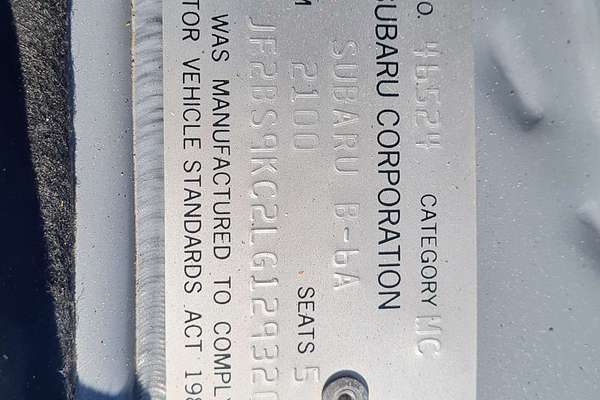 O. 46524 CATEGORY MC
SUBARU CORPORATION
SUBARU B-6A
M 2100 SEATS 5
JF2BS9KC2LG129320
WAS MANUFACTURED TO COMPLY
TOR VEHICLE STANDARDS ACT 198